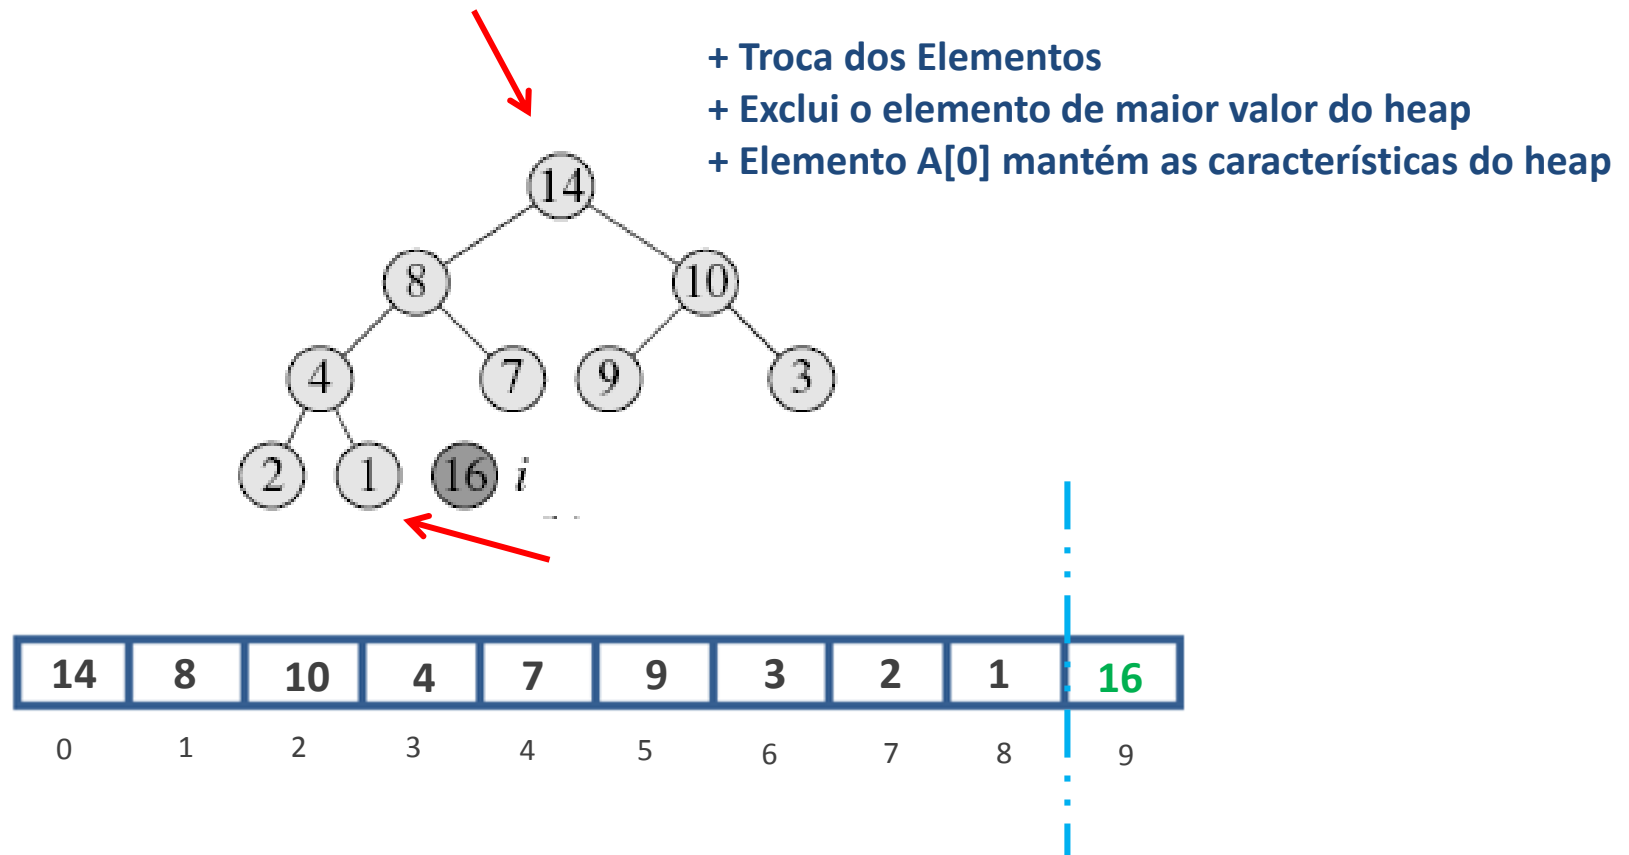 + Troca dos Elementos
+ Exclui o elemento de maior valor do heap
+ Elemento A[0] mantém as características do heap
14
8 10
4 7 9 3
2 1 16 i
14 8 10 4 7 9 3 2 1 16
0 1 2 3 4 5 6 7 8 9